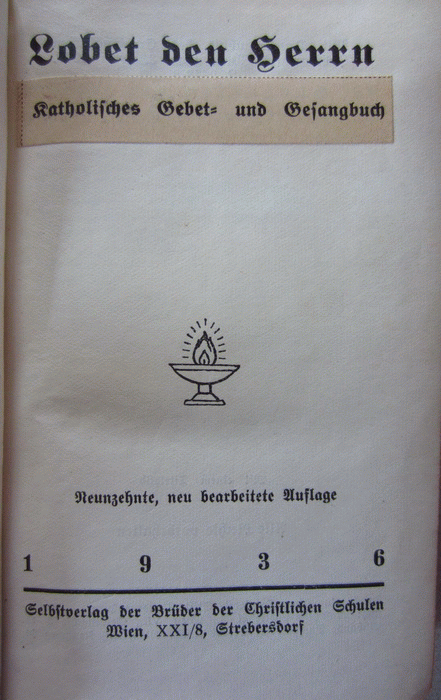 Lobet den Herrn
Katholisches Gebet- und Gesangbuch
Neunzehnte, neu bearbeitete Auflage
1 9 3 6
Selbstverlag der Brüder der Christlichen Schulen
Wien, XXI/8, Strebersdorf